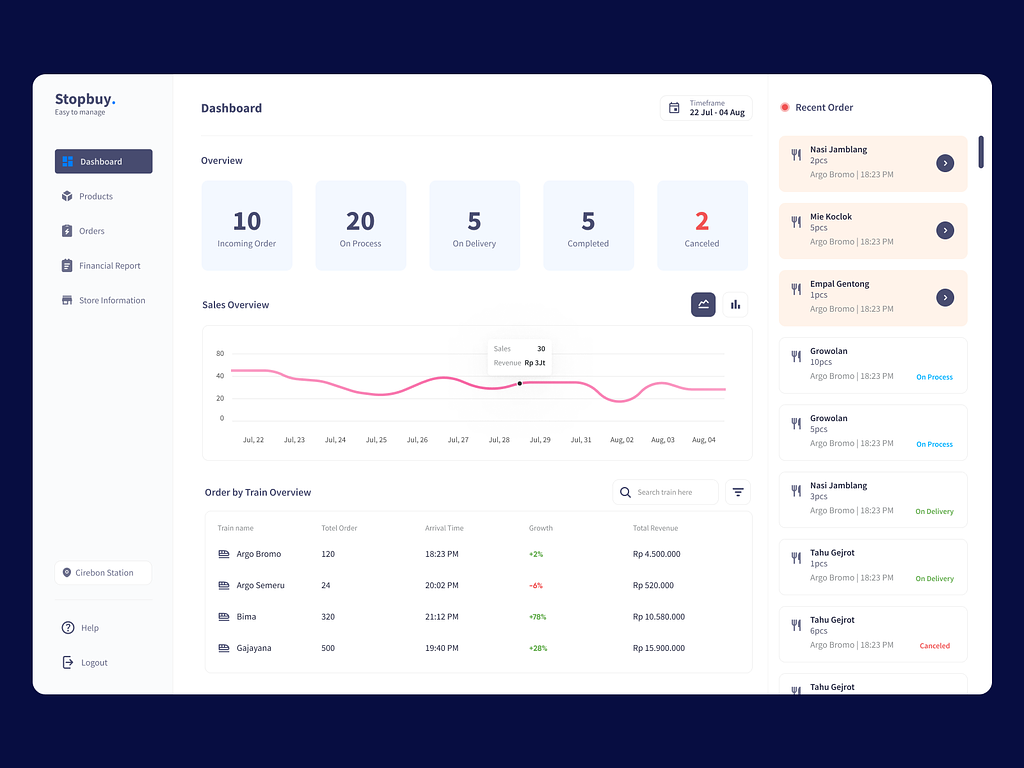 Stopbuy.
Easy to manage
Dashboard
Products
Orders
Financial Report
Store Information
Cirebon Station
Help
Logout
Dashboard
Timeframe
22 Jul - 04 Aug
Overview
10
Incoming Order
20
On Process
5
On Delivery
5
Completed
2
Canceled
Sales Overview
Sales 30
Revenue Rp 3Jt
80
40
20
0
Jul, 22 Jul, 23 Jul, 24 Jul, 25 Jul, 26 Jul, 27 Jul, 28 Jul, 29 Jul, 31 Aug, 02 Aug, 03 Aug, 04
Order by Train Overview
Search train here
Train name Totel Order Arrival Time Growth Total Revenue
Argo Bromo 120 18:23 PM +2% Rp 4.500.000
Argo Semeru 24 20:02 PM -6% Rp 520.000
Bima 320 21:12 PM +78% Rp 10.580.000
Gajayana 500 19:40 PM +28% Rp 15.900.000
Recent Order
Nasi Jamblang
2pcs
Argo Bromo | 18:23 PM
Mie Koclok
5pcs
Argo Bromo | 18:23 PM
Empal Gentong
1pcs
Argo Bromo | 18:23 PM
Growolan
10pcs
Argo Bromo | 18:23 PM On Process
Growolan
5pcs
Argo Bromo | 18:23 PM On Process
Nasi Jamblang
3pcs
Argo Bromo | 18:23 PM On Delivery
Tahu Gejrot
1pcs
Argo Bromo | 18:23 PM On Delivery
Tahu Gejrot
6pcs
Argo Bromo | 18:23 PM Canceled
Tahu Gejrot